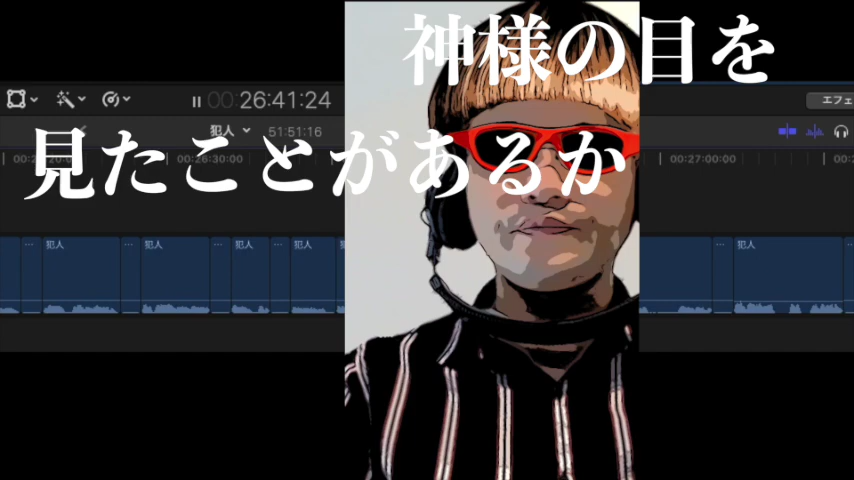 神様の目を
見たことがあるか
00:26:41:24
エフェ
犯人
51:51:16
00:26:30:00
00:27:00:00
犯人
犯人
犯人
犯人
犯人